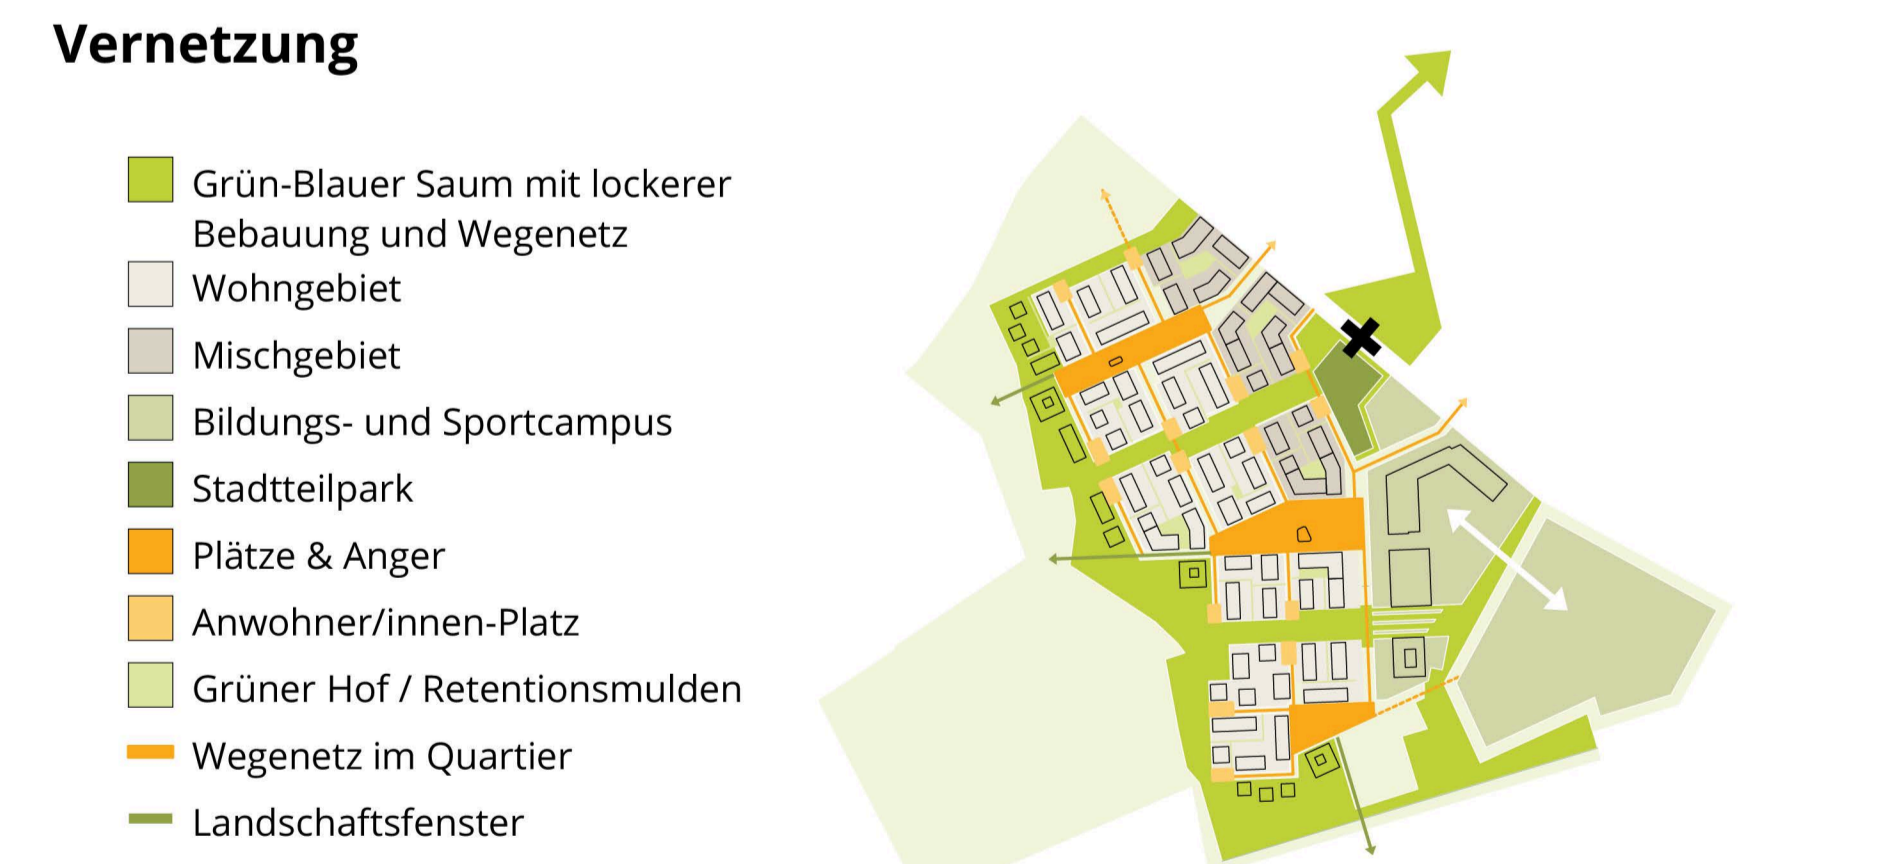 Vernetzung
Grün-Blauer Saum mit lockerer
Bebauung und Wegenetz
Wohngebiet
Mischgebiet
Bildungs- und Sportcampus
Stadtteilpark
Plätze & Anger
Anwohner/innen-Platz
Grüner Hof / Retentionsmulden
Wegenetz im Quartier
Landschaftsfenster